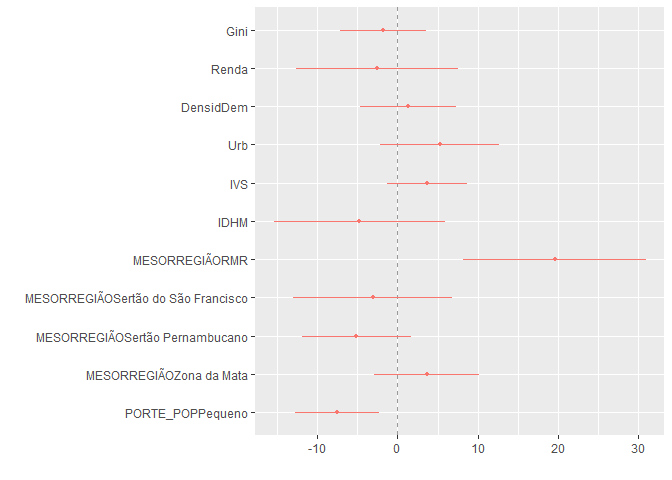 Gini
Renda
DensidDem
Urb
IVS
IDHM
MESORREGIÃORMR
MESORREGIÃOSertão do São Francisco
MESORREGIÃOSertão Pernambucano
MESORREGIÃOZona da Mata
PORTE_POPPequeno
-10 0 10 20 30